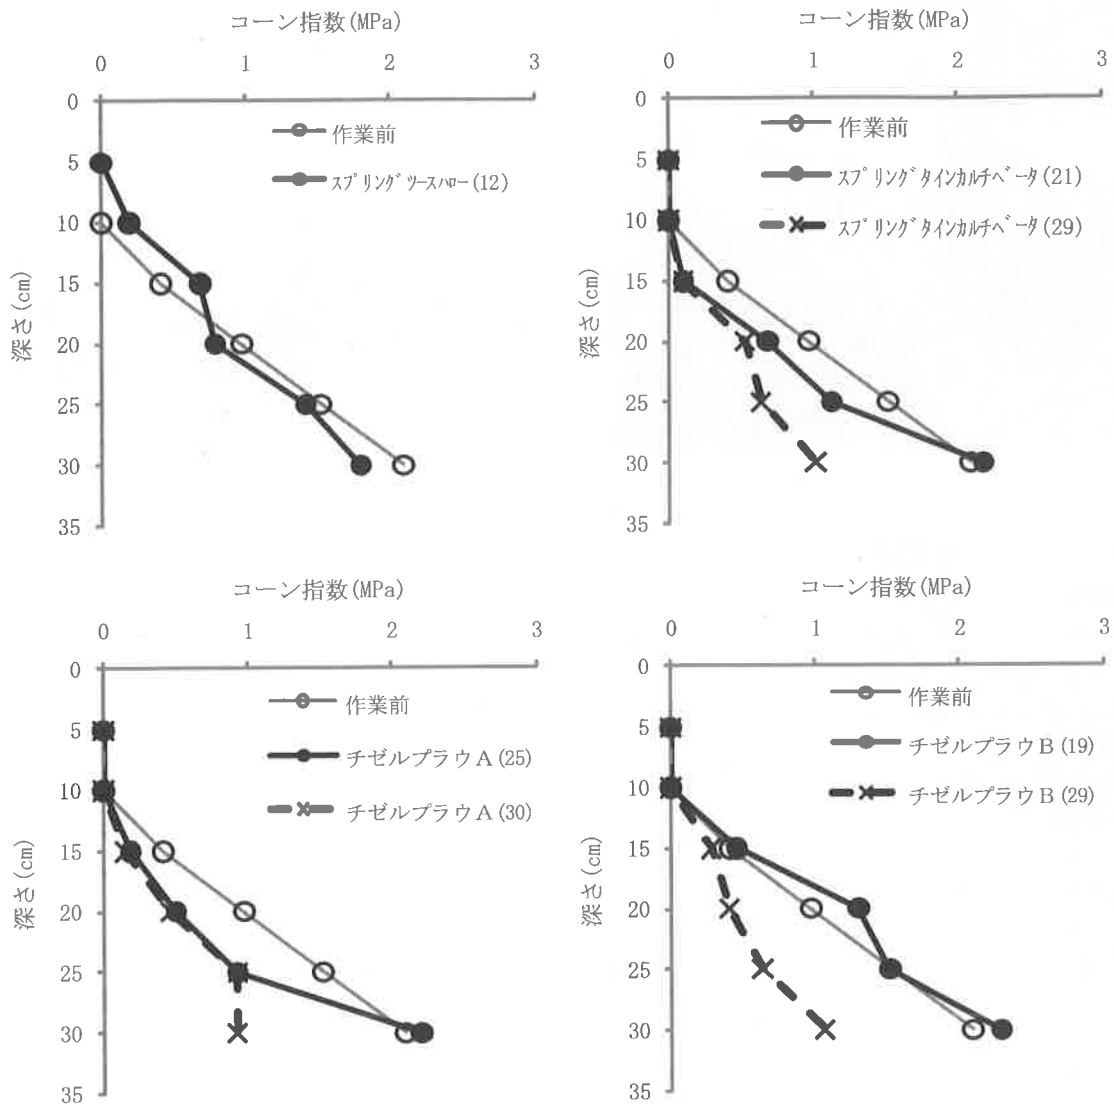 コーン指数(MPa)
0 1 2 3
0
5
10
15
20
25
30
35
深さ(cm)
作業前
スプリングツースハロー(12)
コーン指数(MPa)
0 1 2 3
0
5
10
15
20
25
30
35
深さ(cm)
作業前
スプリングタインカルチベータ(21)
スプリングタインカルチベータ(29)
コーン指数(MPa)
0 1 2 3
0
5
10
15
20
25
30
35
深さ(cm)
作業前
チゼルプラウA(25)
チゼルプラウA(30)
コーン指数(MPa)
0 1 2 3
0
5
10
15
20
25
30
35
深さ(cm)
作業前
チゼルプラウB(19)
チゼルプラウB(29)